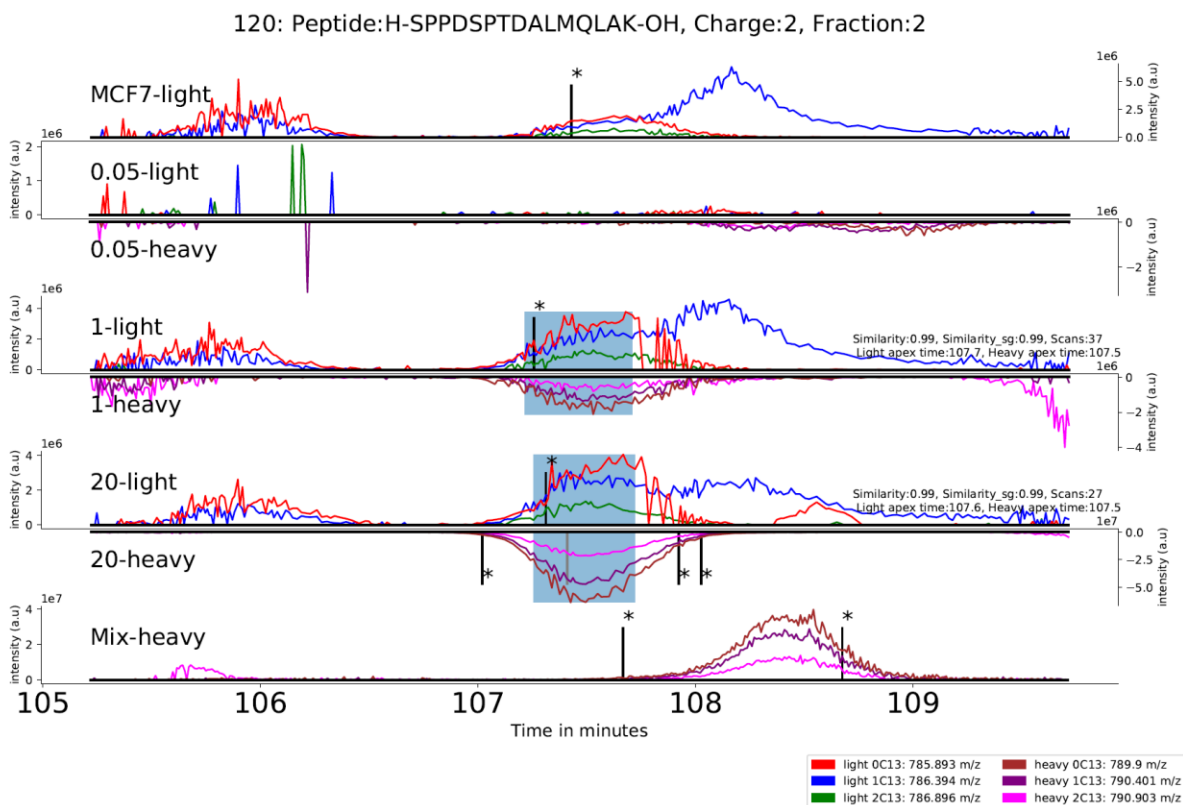 120: Peptide:H-SPPDSPTDALMQLAK-OH, Charge:2, Fraction:2
1e6
MCF7-light
*
5.0
2.5
0.0
intensity (a.u)
1e6
0.05-light
2
1
0
intensity (a.u)
1e6
0.05-heavy
0
−2
intensity (a.u)
1e6
1-light
*
4
2
0
intensity (a.u)
Similarity:0.99, Similarity_sg:0.99, Scans:37
Light apex time:107.7, Heavy apex time:107.5
1e6
1-heavy
0
−2
−4
intensity (a.u)
1e6
20-light
*
4
2
0
intensity (a.u)
Similarity:0.99, Similarity_sg:0.99, Scans:27
Light apex time:107.6, Heavy apex time:107.5
1e7
20-heavy
* * *
0.0
−2.5
−5.0
intensity (a.u)
1e7
Mix-heavy
* *
4
2
0
intensity (a.u)
105 106 107 108 109
Time in minutes
light 0C13: 785.893 m/z heavy 0C13: 789.9 m/z
light 1C13: 786.394 m/z heavy 1C13: 790.401 m/z
light 2C13: 786.896 m/z heavy 2C13: 790.903 m/z